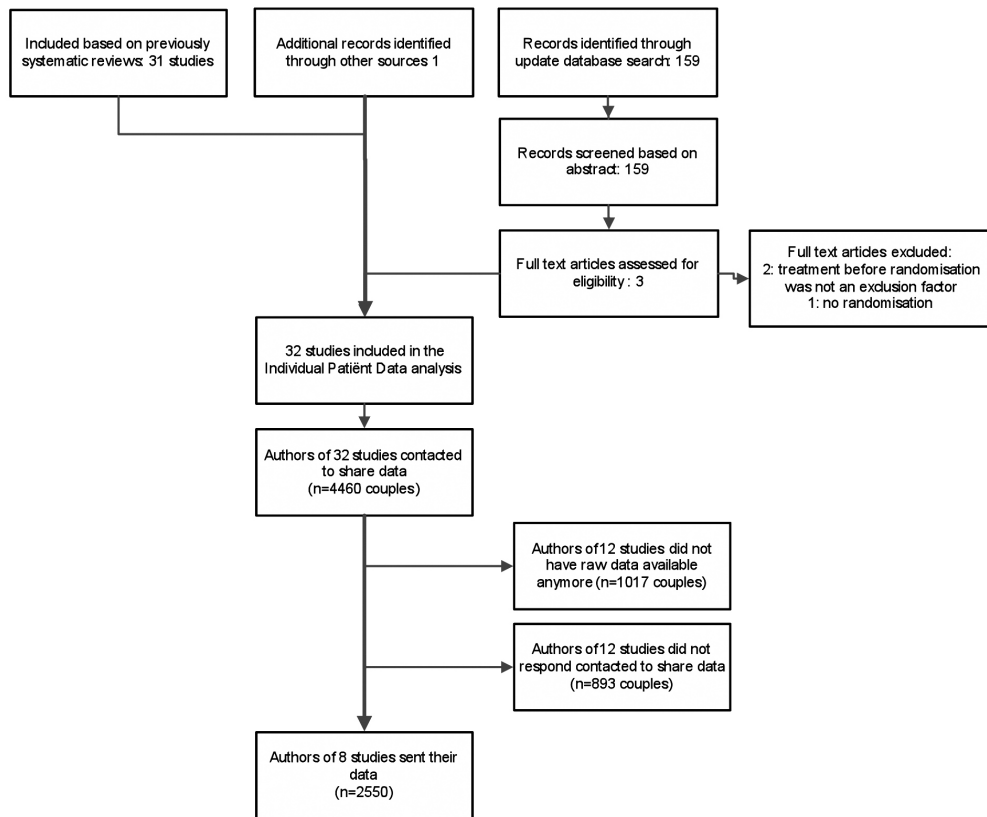 Included based on previously
systematic reviews: 31 studies
Additional records identified
through other sources 1
Records identified through
update database search: 159
Records screened based on
abstract: 159
Full text articles assessed for
eligibility : 3
Full text articles excluded:
2: treatment before randomisation
was not an exclusion factor
1: no randomisation
32 studies included in the
Individual Patiënt Data analysis
Authors of 32 studies contacted
to share data
(n=4460 couples)
Authors of 12 studies did not
have raw data available
anymore (n=1017 couples)
Authors of 12 studies did not
respond contacted to share data
(n=893 couples)
Authors of 8 studies sent their
data
(n=2550)